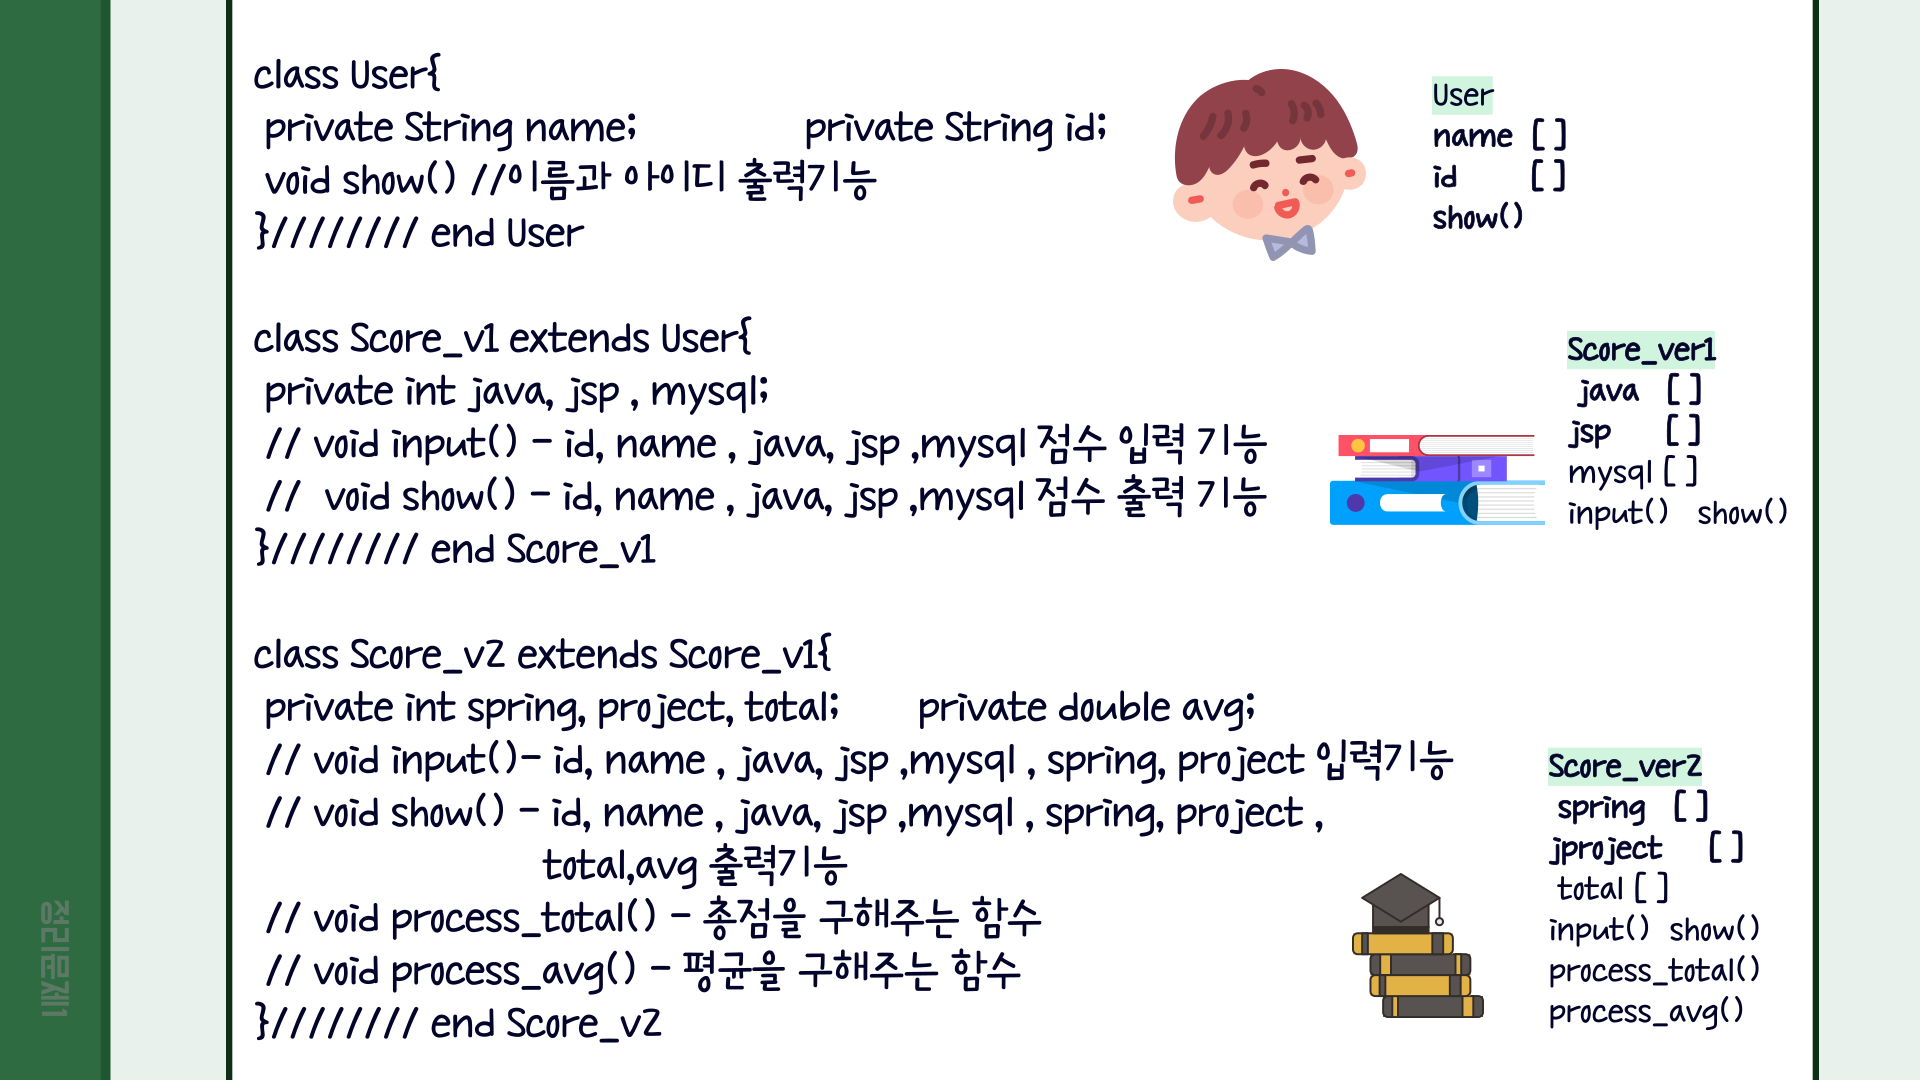 class User{
private String name; private String id;
void show() //이름과 아이디 출력기능
}//////// end User
User
name [ ]
id [ ]
show()
class Score_v1 extends User{
private int java, jsp , mysql;
// void input() - id, name , java, jsp ,mysql 점수 입력 기능
// void show() - id, name , java, jsp ,mysql 점수 출력 기능
}//////// end Score_v1
Score_ver1
java [ ]
jsp [ ]
mysql [ ]
input() show()
class Score_v2 extends Score_v1{
private int spring, project, total; private double avg;
// void input()- id, name , java, jsp ,mysql , spring, project 입력기능
// void show() - id, name , java, jsp ,mysql , spring, project ,
total,avg 출력기능
// void process_total() - 총점을 구해주는 함수
// void process_avg() - 평균을 구해주는 함수
}//////// end Score_v2
Score_ver2
spring [ ]
jproject [ ]
total [ ]
input() show()
process_total()
process_avg()
정리문제1